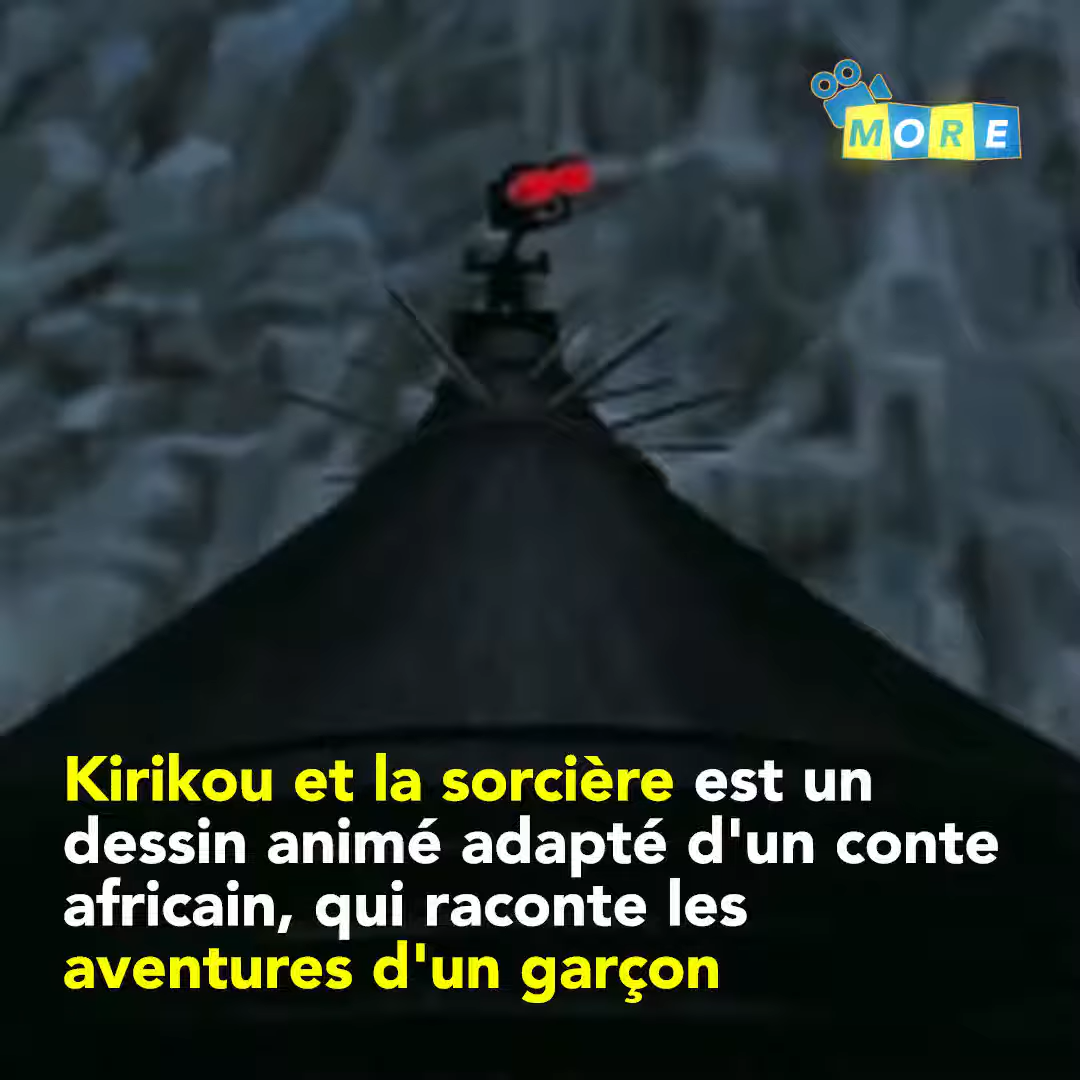 MORE
Kirikou et la sorcière est un
dessin animé adapté d'un conte
africain, qui raconte les
aventures d'un garçon